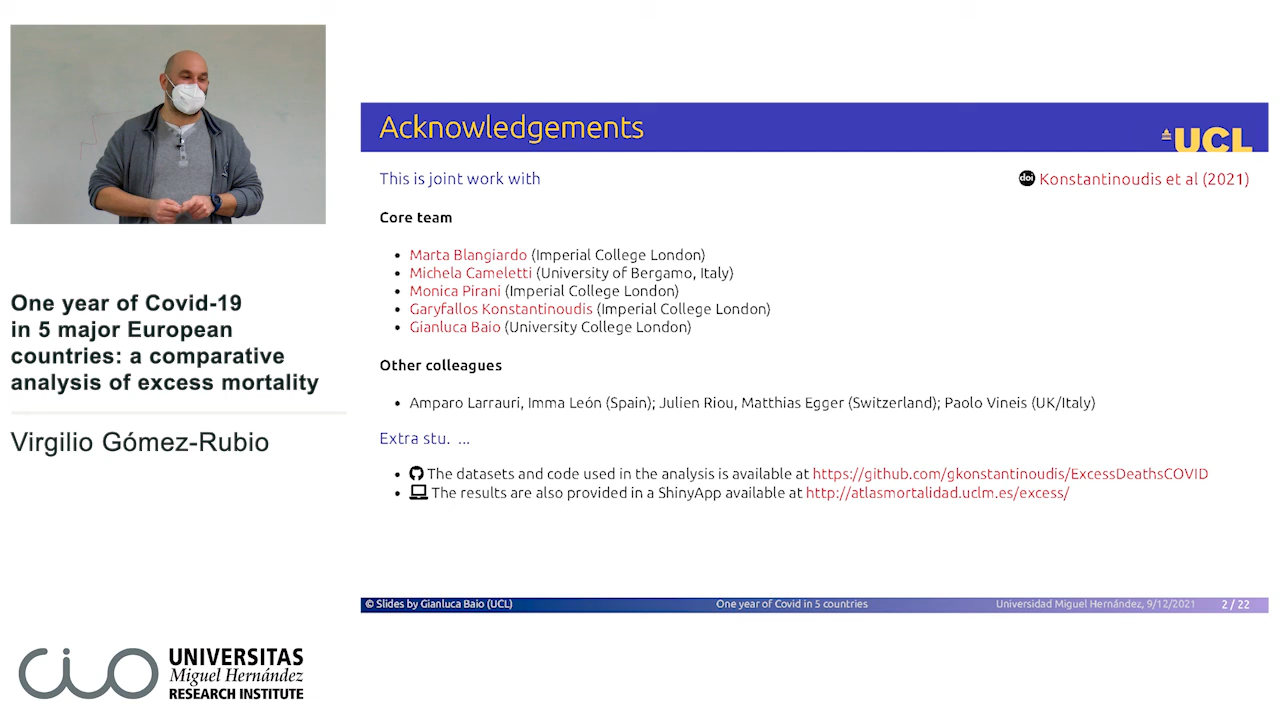 One year of Covid-19
in 5 major European
countries: a comparative
analysis of excess mortality
Virgilio Gómez-Rubio
Acknowledgements
UCL
This is joint work with
doi Konstantinoudis et al (2021)
Core team
• Marta Blangiardo (Imperial College London)
• Michela Cameletti (University of Bergamo, Italy)
• Monica Pirani (Imperial College London)
• Garyfallos Konstantinoudis (Imperial College London)
• Gianluca Baio (University College London)
Other colleagues
• Amparo Larrauri, Imma León (Spain); Julien Riou, Matthias Egger (Switzerland); Paolo Vineis (UK/Italy)
Extra stu. ...
• The datasets and code used in the analysis is available at https://github.com/gkonstantinoudis/ExcessDeathsCOVID
• The results are also provided in a ShinyApp available at http://atlasmortalidad.uclm.es/excess/
© Slides by Gianluca Baio (UCL)
One year of Covid in 5 countries
Universidad Miguel Hernández, 9/12/2021
2 / 22
cio
UNIVERSITAS
Miguel Hernández
RESEARCH INSTITUTE